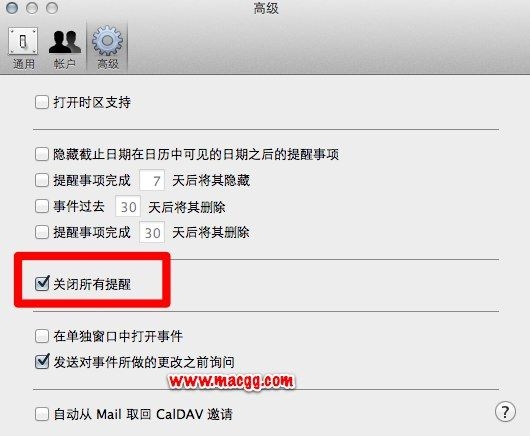 高级
通用 帐户 高级
打开时区支持
隐藏截止日期在日历中可见的日期之后的提醒事项
提醒事项完成 7 天后将其隐藏
事件过去 30 天后将其删除
提醒事项完成 30 天后将其删除
关闭所有提醒
在单独窗口中打开事件
发送对事件所做的更改之前询问
www.macgg.com
自动从 Mail 取回 CalDAV 邀请 ?